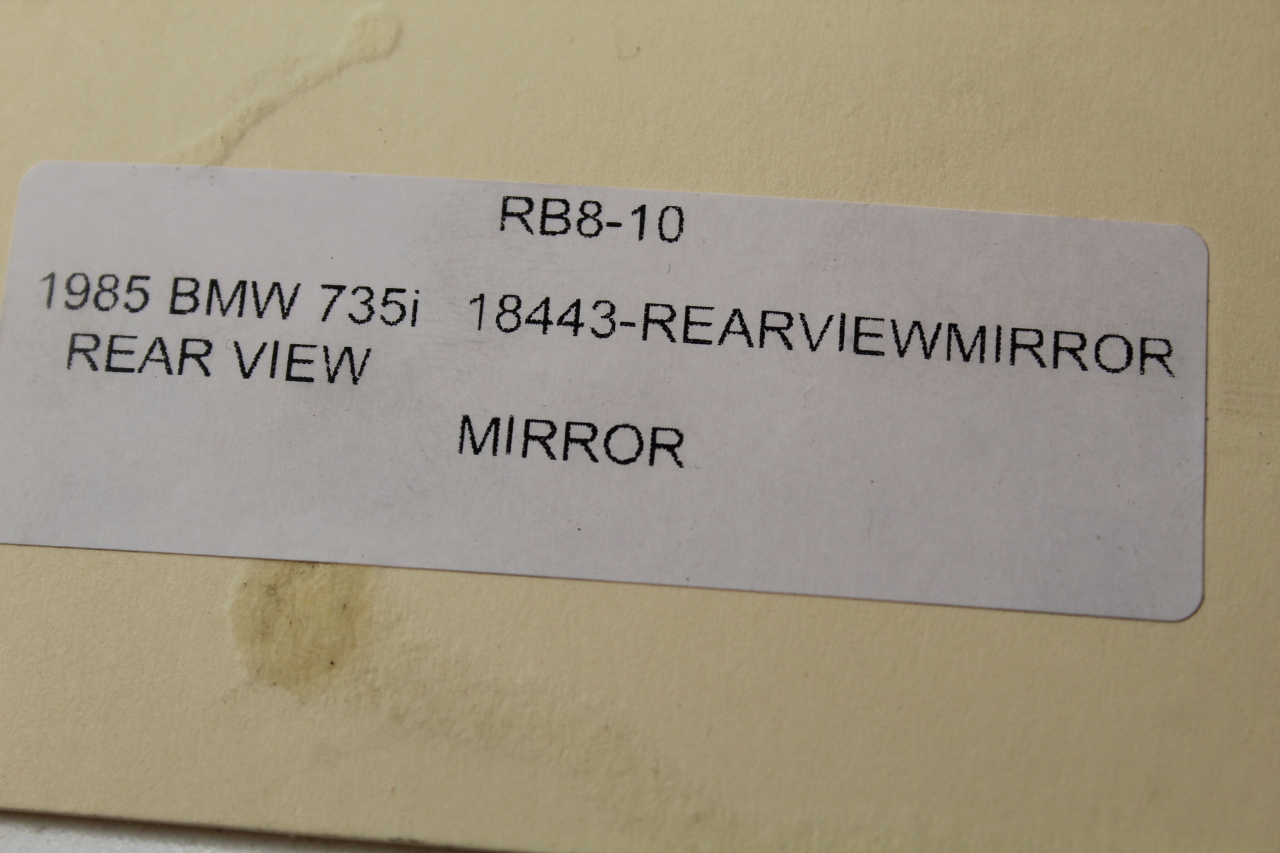 RB8-10
1985 BMW 735i 18443-REARVIEWMIRROR
REAR VIEW
MIRROR